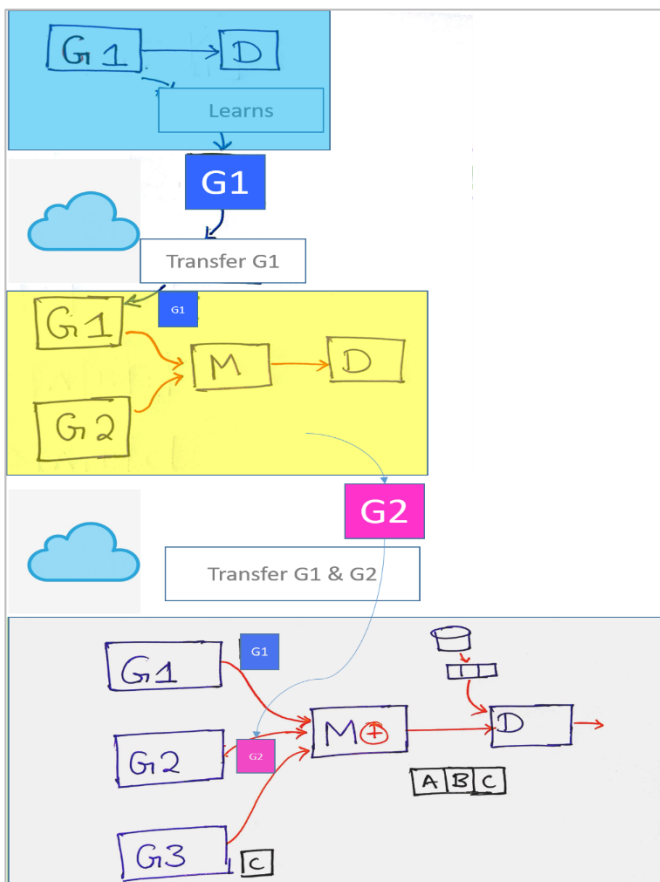 G1 D
Learns
G1
Transfer G1
G1
G1
M D
G2
G2
Transfer G1 & G2
G1
G1
D
M+
G2
G2
A B C
G3
C